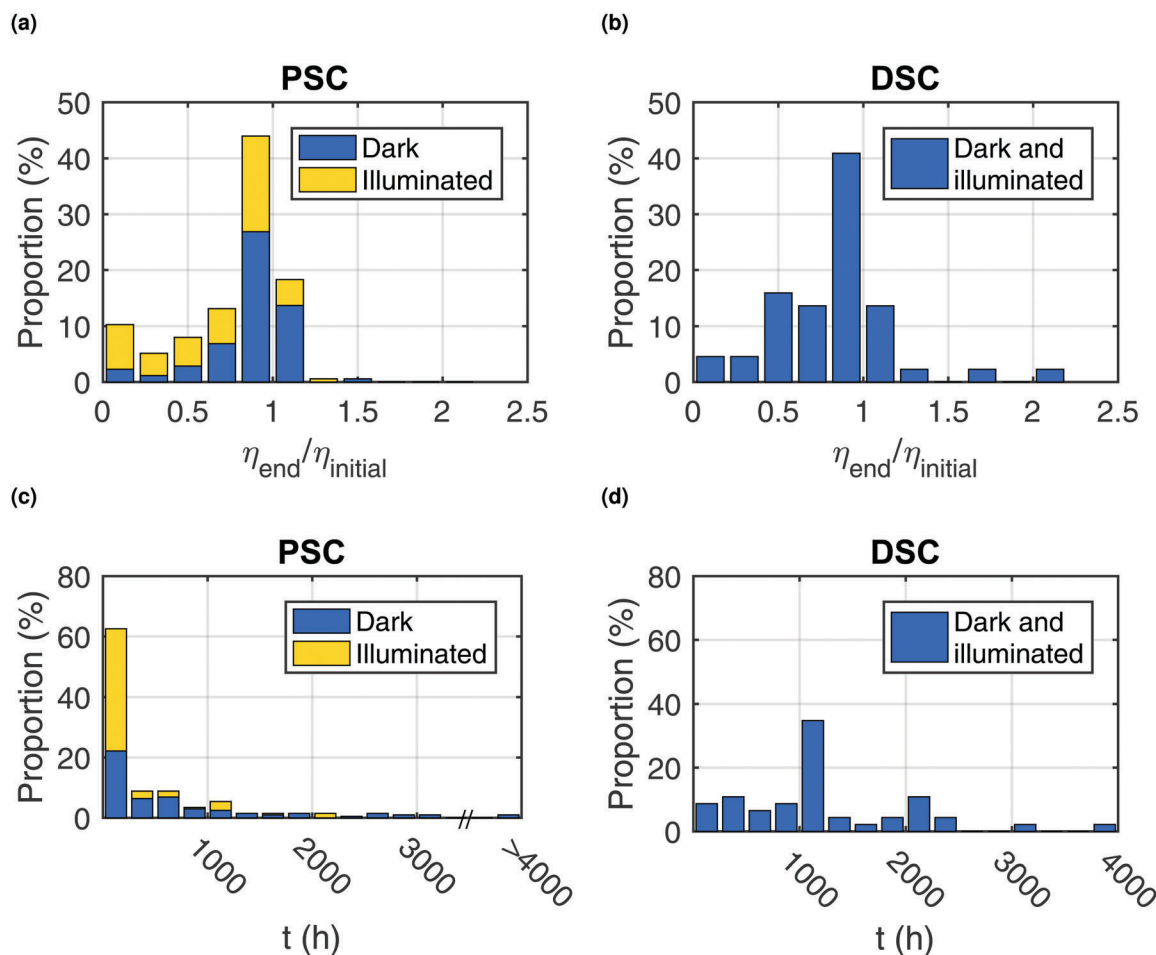 (a)
PSC
Proportion (%)
50
40
30
20
10
0
Dark
Illuminated
0 0.5 1 1.5 2 2.5
ηend/ηinitial
(b)
DSC
Proportion (%)
50
40
30
20
10
0
Dark and
illuminated
0 0.5 1 1.5 2 2.5
ηend/ηinitial
(c)
PSC
Proportion (%)
80
60
40
20
0
Dark
Illuminated
1000 2000 3000 // >4000
t (h)
(d)
DSC
Proportion (%)
80
60
40
20
0
Dark and
illuminated
1000 2000 3000 4000
t (h)